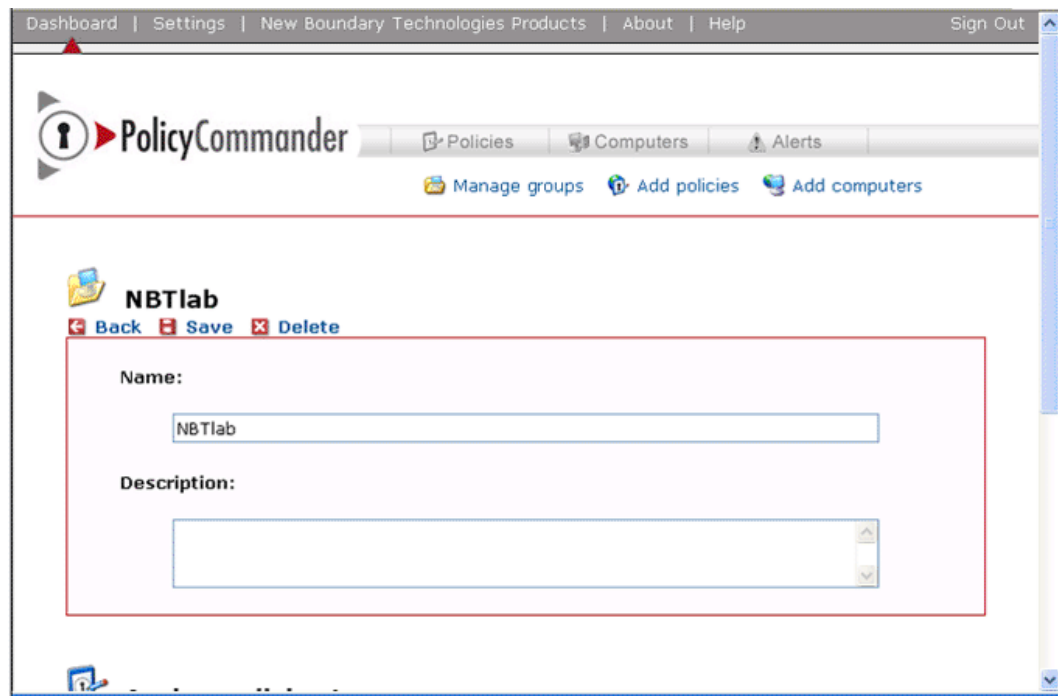 Dashboard | Settings | New Boundary Technologies Products | About | Help Sign Out
PolicyCommander
Policies Computers Alerts
Manage groups Add policies Add computers
NBTlab
Back Save Delete
Name:
NBTlab
Description: